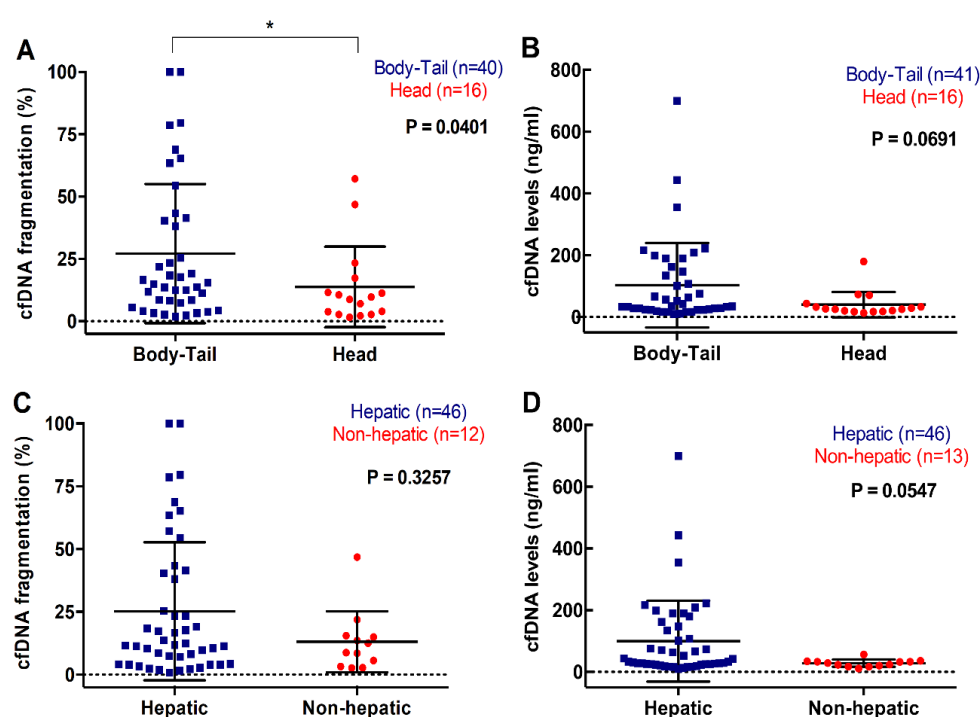 *
A
cfDNA fragmentation (%)
100
75
50
25
0
Body-Tail (n=40)
Head (n=16)
P = 0.0401
Body-Tail
Head
B
cfDNA levels (ng/ml)
800
600
400
200
0
Body-Tail (n=41)
Head (n=16)
P = 0.0691
Body-Tail
Head
C
cfDNA fragmentation (%)
100
75
50
25
0
Hepatic (n=46)
Non-hepatic (n=12)
P = 0.3257
Hepatic
Non-hepatic
D
cfDNA levels (ng/ml)
800
600
400
200
0
Hepatic (n=46)
Non-hepatic (n=13)
P = 0.0547
Hepatic
Non-hepatic